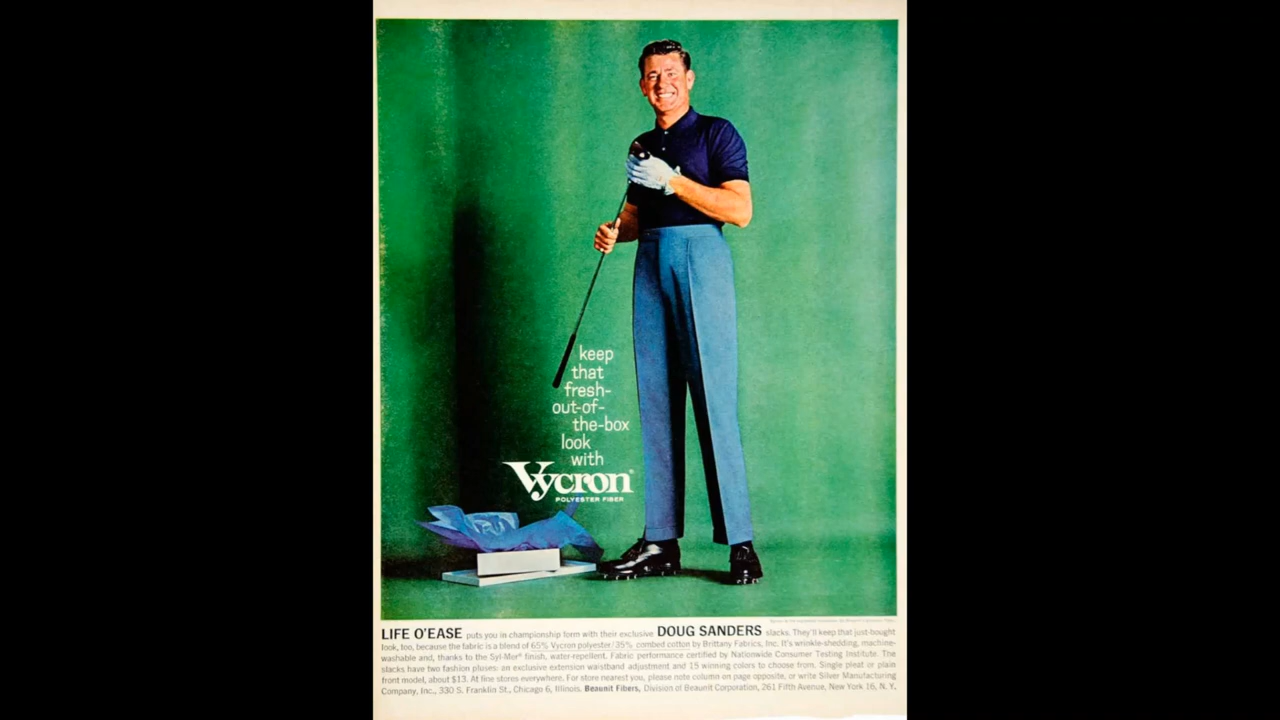 keep
that
fresh-
out-of-
the-box
look
with
Vycron®
POLYESTER FIBER
LIFE O'EASE puts you in championship form with their exclusive DOUG SANDERS slacks. They'll keep that just-bought
look, too, because the fabric is a blend of 65% Vycron polyester/35% combed cotton by Brittany Fabrics, Inc. It's wrinkle-shedding, machine-
washable and, thanks to the Syl-Mer® finish, water-repellent. Fabric performance certified by Nationwide Consumer Testing Institute. The
slacks have two fashion pluses: an exclusive extension waistband adjustment and 15 winning colors to choose from. Single pleat or plain
front model, about $13. At fine stores everywhere. For store nearest you, please note column on page opposite, or write Silver Manufacturing
Company, Inc., 330 S. Franklin St., Chicago 6, Illinois. Beaunit Fibers, Division of Beaunit Corporation, 261 Fifth Avenue, New York 16, N. Y.